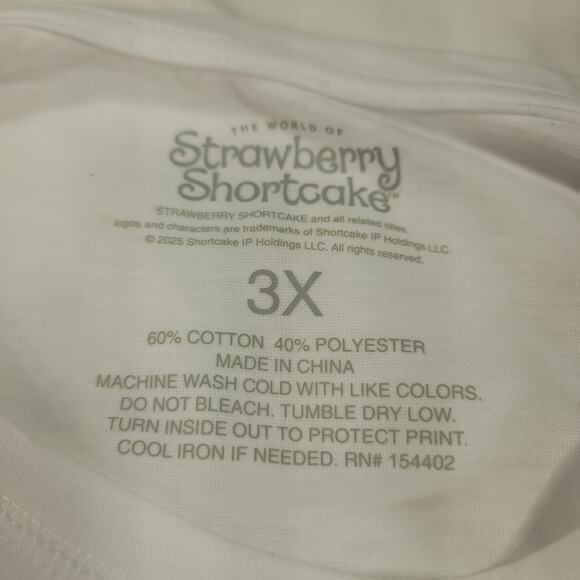 THE WORLD OF
Strawberry
Shortcake™
STRAWBERRY SHORTCAKE and all related titles,
logos and characters are trademarks of Shortcake IP Holdings LLC.
© 2025 Shortcake IP Holdings LLC. All rights reserved.
3X
60% COTTON 40% POLYESTER
MADE IN CHINA
MACHINE WASH COLD WITH LIKE COLORS.
DO NOT BLEACH. TUMBLE DRY LOW.
TURN INSIDE OUT TO PROTECT PRINT.
COOL IRON IF NEEDED. RN# 154402